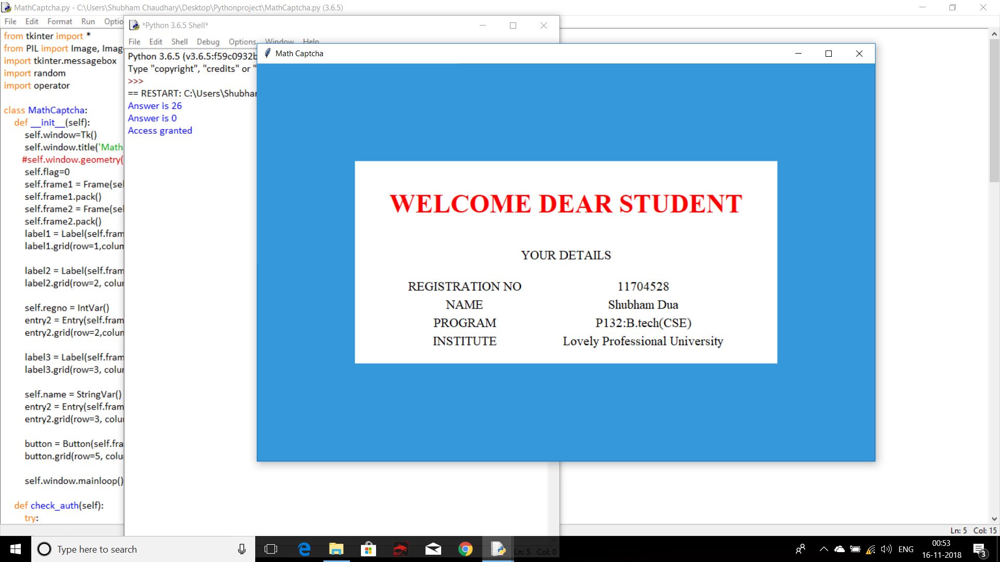 MathCaptcha.py - C:\Users\Shubham Chaudhary\Desktop\Pythonproject\MathCaptcha.py (3.6.5)
File Edit Format Run Optio
from tkinter import *
from PIL import Image, Imag
import tkinter.messagebox
import random
import operator
class MathCaptcha:
def __init__(self):
self.window=Tk()
self.window.title('Math
#self.window.geometry(
self.flag=0
self.frame1 = Frame(sel
self.frame1.pack()
self.frame2 = Frame(sel
self.frame2.pack()
label1 = Label(self.fram
label1.grid(row=1,colum
label2 = Label(self.fram
label2.grid(row=2, colu
self.regno = IntVar()
entry2 = Entry(self.fram
entry2.grid(row=2,colum
label3 = Label(self.fram
label3.grid(row=3, colu
self.name = StringVar()
entry2 = Entry(self.fram
entry2.grid(row=3, colu
button = Button(self.fra
button.grid(row=5, colu
self.window.mainloop()
def check_auth(self):
try:
Ln: 5 Col: 15
*Python 3.6.5 Shell*
File Edit Shell Debug Options Window Help
Python 3.6.5 (v3.6.5:f59c0932b
Type "copyright", "credits" or "
>>>
== RESTART: C:\Users\Shubham
Answer is 26
Answer is 0
Access granted
Ln: 5 Col: 0
Math Captcha
WELCOME DEAR STUDENT
YOUR DETAILS
REGISTRATION NO 11704528
NAME Shubham Dua
PROGRAM P132:B.tech(CSE)
INSTITUTE Lovely Professional University
Type here to search
ENG
00:53
16-11-2018
3